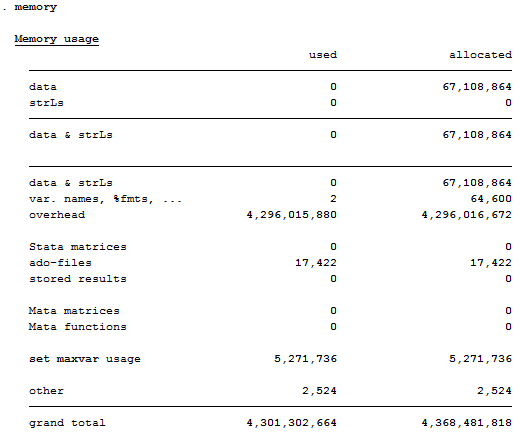 . memory
Memory usage
used allocated
data 0 67,108,864
strLs 0 0
data & strLs 0 67,108,864
data & strLs 0 67,108,864
var. names, %fmts, ... 2 64,600
overhead 4,296,015,880 4,296,016,672
Stata matrices 0 0
ado-files 17,422 17,422
stored results 0 0
Mata matrices 0 0
Mata functions 0 0
set maxvar usage 5,271,736 5,271,736
other 2,524 2,524
grand total 4,301,302,664 4,368,481,818